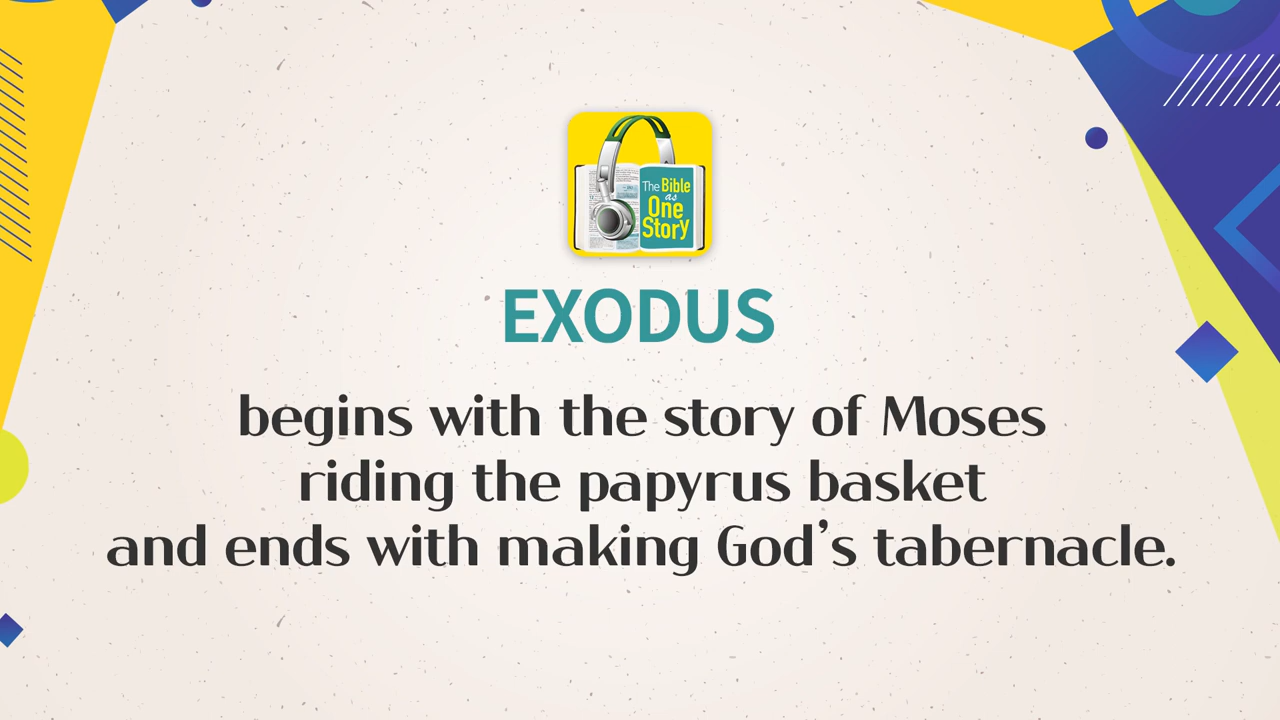 The Bible
as
One
Story
EXODUS
begins with the story of Moses
riding the papyrus basket
and ends with making God's tabernacle.